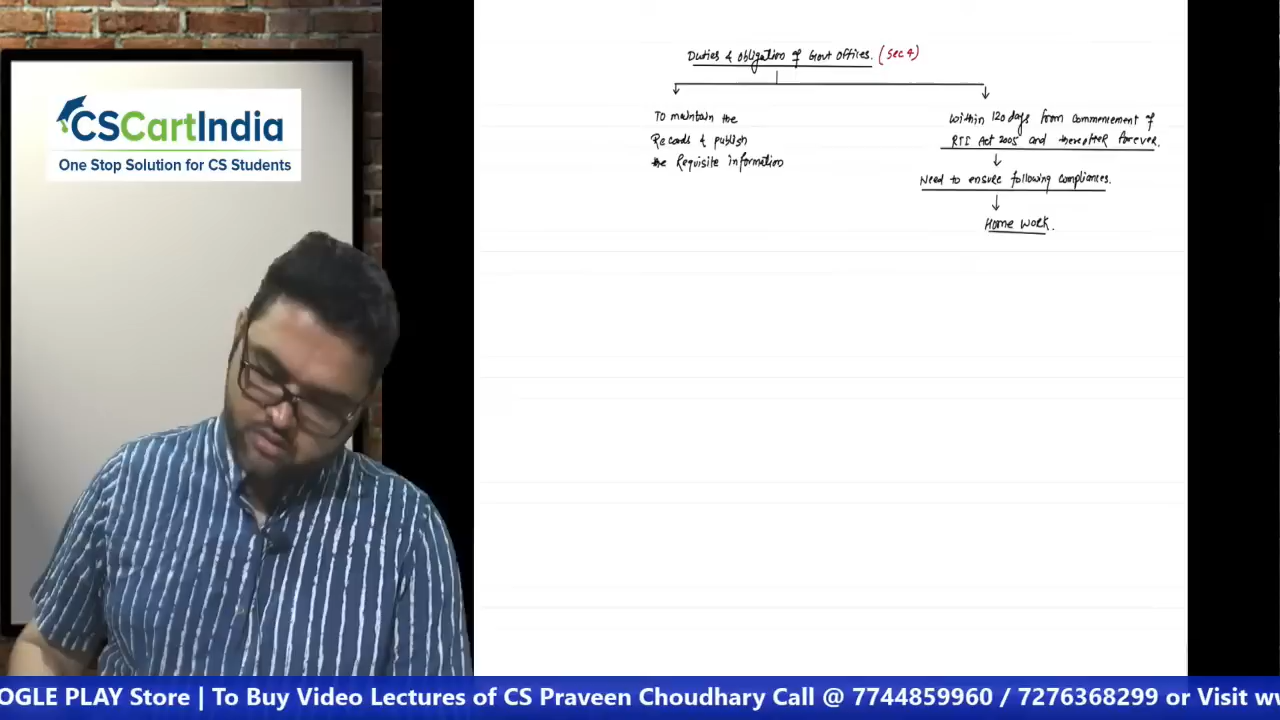 CSCartIndia
One Stop Solution for CS Students
Duties & obligation of Govt offices. (Sec 4)
To maintain the
Records & publish
the Requisite information
within 120 days from commencement of
RTI Act 2005 and thereafter forever.
Need to ensure following compliances.
Home work.
OGLE PLAY Store | To Buy Video Lectures of CS Praveen Choudhary Call @ 7744859960 / 7276368299 or Visit ww